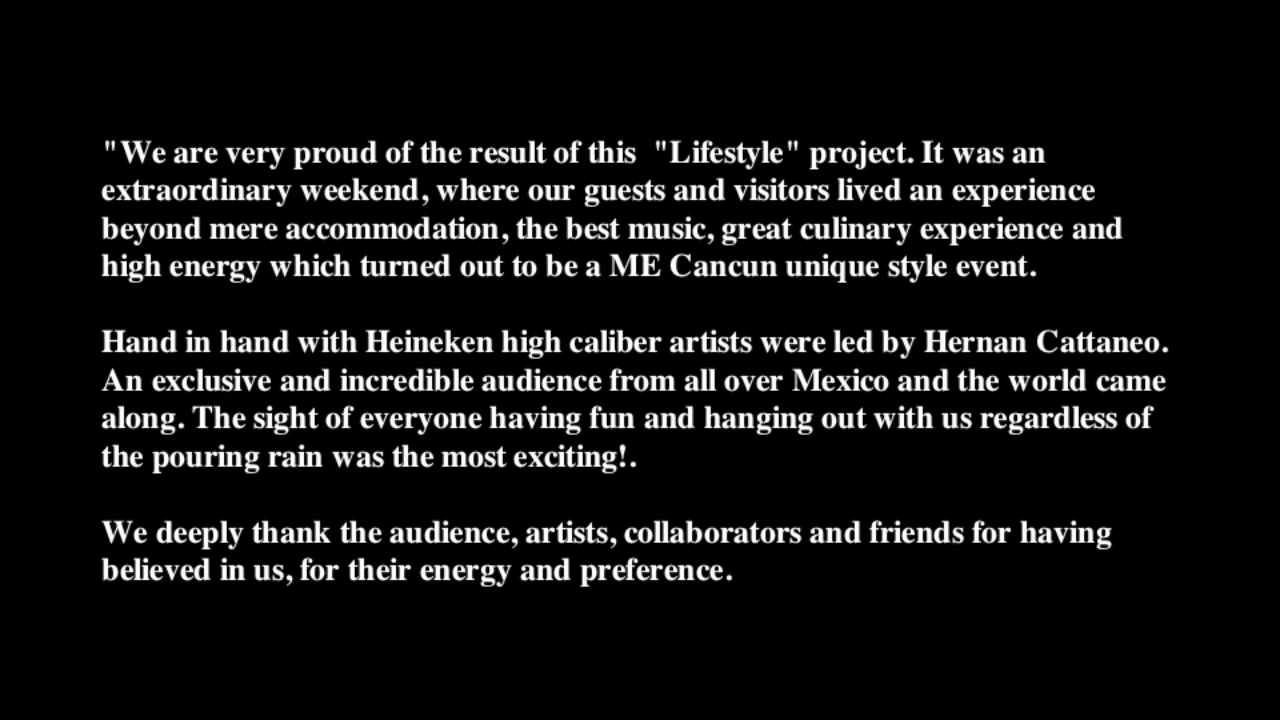 "We are very proud of the result of this  "Lifestyle" project. It was an
extraordinary weekend, where our guests and visitors lived an experience
beyond mere accommodation, the best music, great culinary experience and
high energy which turned out to be a ME Cancun unique style event.
Hand in hand with Heineken high caliber artists were led by Hernan Cattaneo.
An exclusive and incredible audience from all over Mexico and the world came
along. The sight of everyone having fun and hanging out with us regardless of
the pouring rain was the most exciting!.
We deeply thank the audience, artists, collaborators and friends for having
believed in us, for their energy and preference.